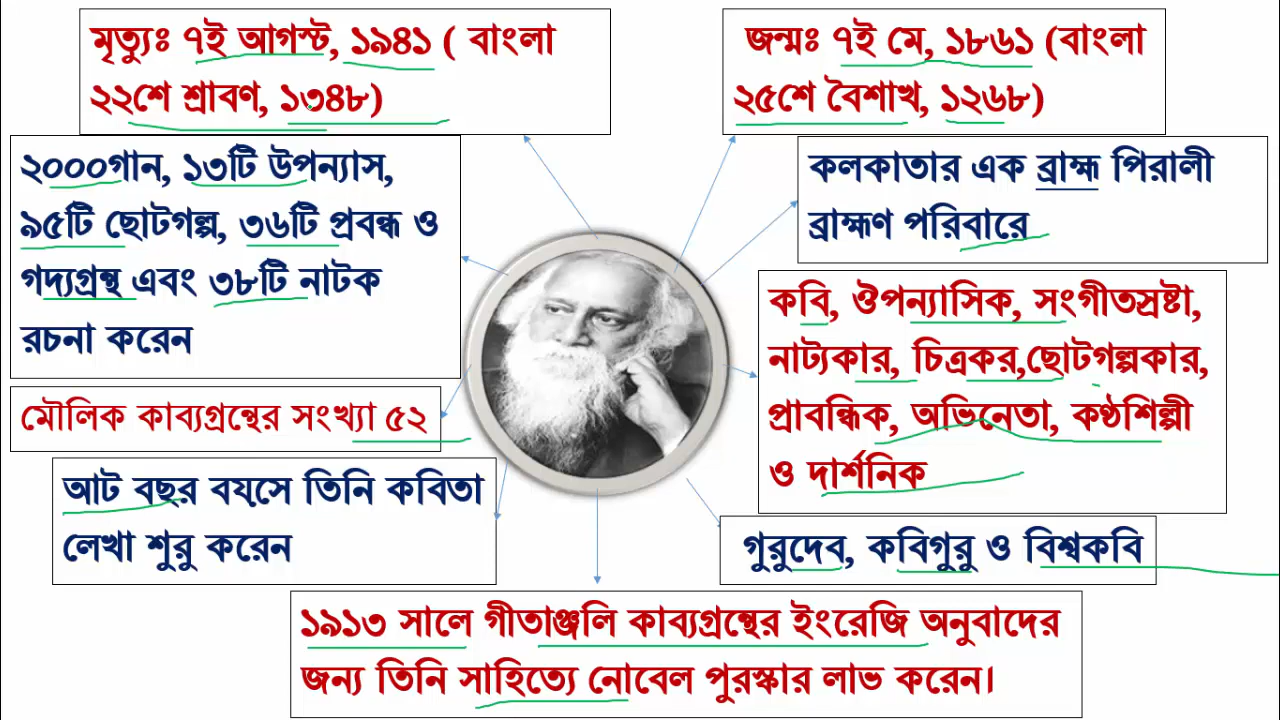 মৃত্যুঃ ৭ই আগস্ট, ১৯৪১ ( বাংলা
২২শে শ্রাবণ, ১৩৪৮)
জন্মঃ ৭ই মে, ১৮৬১ (বাংলা
২৫শে বৈশাখ, ১২৬৮)
২০০০গান, ১৩টি উপন্যাস,
৯৫টি ছোটগল্প, ৩৬টি প্রবন্ধ ও
গদ্যগ্রন্থ এবং ৩৮টি নাটক
রচনা করেন
কলকাতার এক ব্রাহ্ম পিরালী
ব্রাহ্মণ পরিবারে
কবি, ঔপন্যাসিক, সংগীতস্রষ্টা,
নাট্যকার, চিত্রকর,ছোটগল্পকার,
প্রাবন্ধিক, অভিনেতা, কণ্ঠশিল্পী
ও দার্শনিক
মৌলিক কাব্যগ্রন্থের সংখ্যা ৫২
আট বছর বয়সে তিনি কবিতা
লেখা শুরু করেন
গুরুদেব, কবিগুরু ও বিশ্বকবি
১৯১৩ সালে গীতাঞ্জলি কাব্যগ্রন্থের ইংরেজি অনুবাদের
জন্য তিনি সাহিত্যে নোবেল পুরস্কার লাভ করেন।